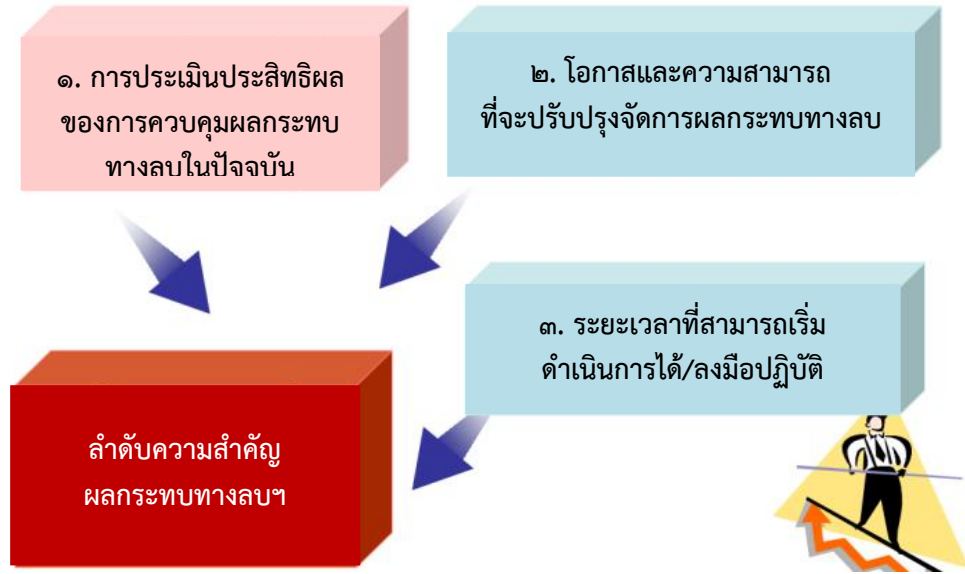 ๑. การประเมินประสิทธิผล
ของการควบคุมผลกระทบ
ทางลบในปัจจบัน
๒. โอกาสและความสามารถ
ที่จะปรับปรุงจัดการผลกระทบทางลบ
๓. ระยะเวลาที่สามารถเริ่ม
ดำเนินการได้/ลงมือปฏิบัติ
ลำดับความสำคัญ
ผลกระทบทางลบฯ